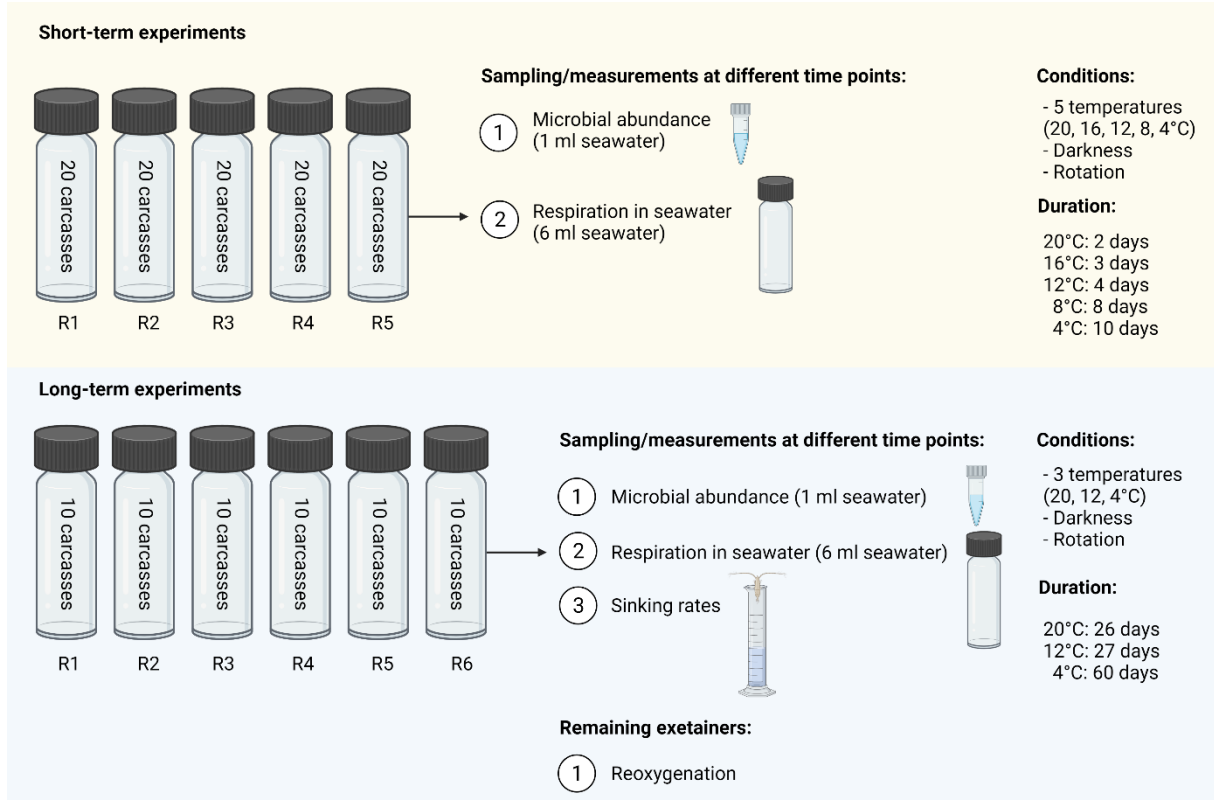 Short-term experiments
20 carcasses
20 carcasses
20 carcasses
20 carcasses
20 carcasses
R1
R2
R3
R4
R5
Sampling/measurements at different time points:
1
Microbial abundance
(1 ml seawater)
2
Respiration in seawater
(6 ml seawater)
Conditions:
- 5 temperatures
(20, 16, 12, 8, 4°C)
- Darkness
- Rotation
Duration:
20°C: 2 days
16°C: 3 days
12°C: 4 days
8°C: 8 days
4°C: 10 days
Long-term experiments
10 carcasses
10 carcasses
10 carcasses
10 carcasses
10 carcasses
10 carcasses
R1
R2
R3
R4
R5
R6
Sampling/measurements at different time points:
1
Microbial abundance (1 ml seawater)
2
Respiration in seawater (6 ml seawater)
3
Sinking rates
Remaining exetainers:
1
Reoxygenation
Conditions:
- 3 temperatures
(20, 12, 4°C)
- Darkness
- Rotation
Duration:
20°C: 26 days
12°C: 27 days
4°C: 60 days